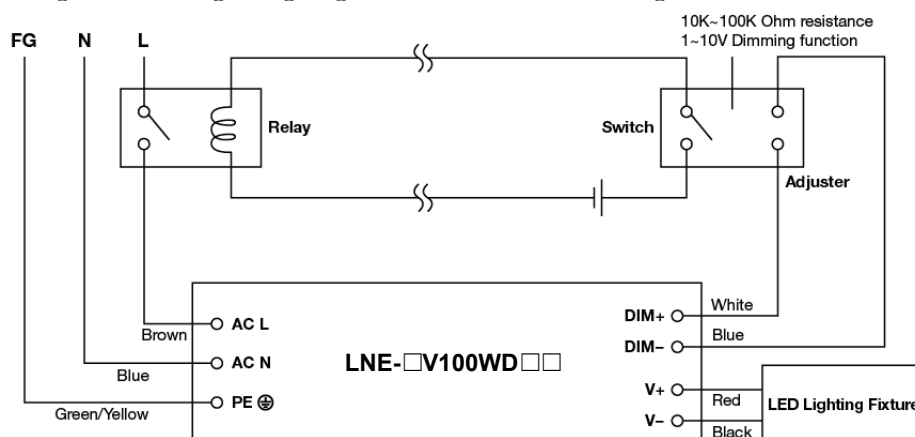 10K~100K Ohm resistance
1~10V Dimming function
FG N L
Relay
Switch
Adjuster
White
DIM+
Brown
AC L
Blue
DIM−
AC N
LNE-□V100WD□□
Blue
V+
Red
LED Lighting Fixture
PE
Green/Yellow
V−
Black